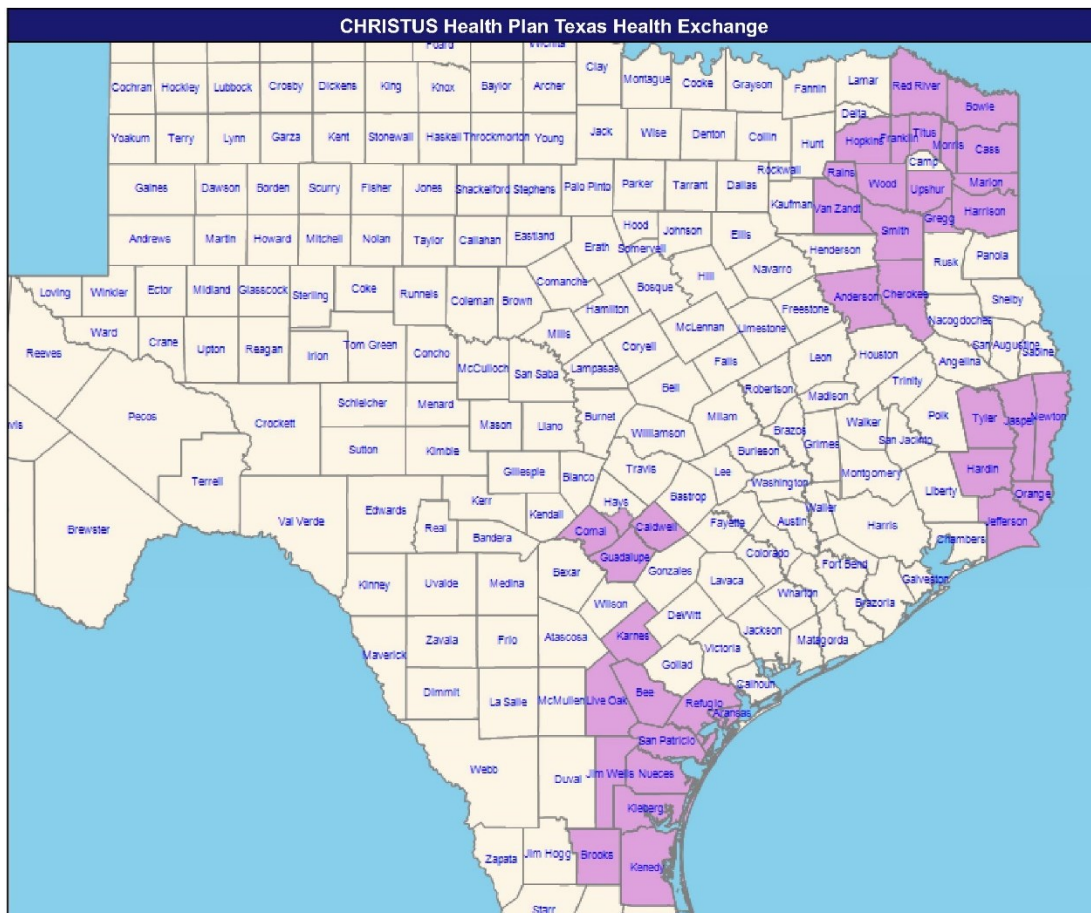 CHRISTUS Health Plan Texas Health Exchange
Foard Wichita
Clay Montague Cooke Grayson Fannin Lamar Red River Bowie
Cochran Hockley Lubbock Crosby Dickens King Knox Baylor Archer
Delta
Yoakum Terry Lynn Garza Kent Stonewall Haskell Throckmorton Young Jack Wise Denton Collin Hunt Hopkins Franklin Titus Morris Cass
Rockwall Rains Camp
Gaines Dawson Borden Scurry Fisher Jones Shackelford Stephens Palo Pinto Parker Tarrant Dallas Kaufman Van Zandt Wood Upshur Marion
Harrison
Gregg
Andrews Martin Howard Mitchell Nolan Taylor Callahan Eastland Erath Hood Somervell Johnson Ellis Henderson Smith Rusk Panola
Loving Winkler Ector Midland Glasscock Sterling Coke Runnels Coleman Brown Comanche Hamilton Bosque Hill Navarro Freestone Anderson Cherokee Shelby
Nacogdoches
Ward Crane Upton Reagan Irion Tom Green Concho McCulloch San Saba Mills Lampasas Coryell McLennan Limestone Falls Leon Houston Angelina San Augustine Sabine
Reeves
Pecos Crockett Schleicher Menard Mason Llano Burnet Bell Milam Robertson Madison Trinity Polk Tyler Jasper Newton
vis
Sutton Kimble Williamson Brazos Grimes Walker San Jacinto
Burleson
Terrell Gillespie Blanco Travis Lee Washington Montgomery Liberty Hardin
Brewster Val Verde Edwards Kerr Kendall Hays Bastrop Fayette Austin Waller Harris Orange
Real Bandera Comal Caldwell Jefferson
Chambers
Guadalupe Colorado Fort Bend Galveston
Kinney Uvalde Medina Bexar Gonzales Lavaca Wharton Brazoria
Wilson
Maverick Zavala Frio Atascosa Karnes DeWitt Jackson Matagorda
Victoria
Goliad Calhoun
Dimmit La Salle McMullen Live Oak Bee Refugio Aransas
San Patricio
Webb Duval Jim Wells Nueces
Kleberg
Zapata Jim Hogg Brooks Kenedy
Starr